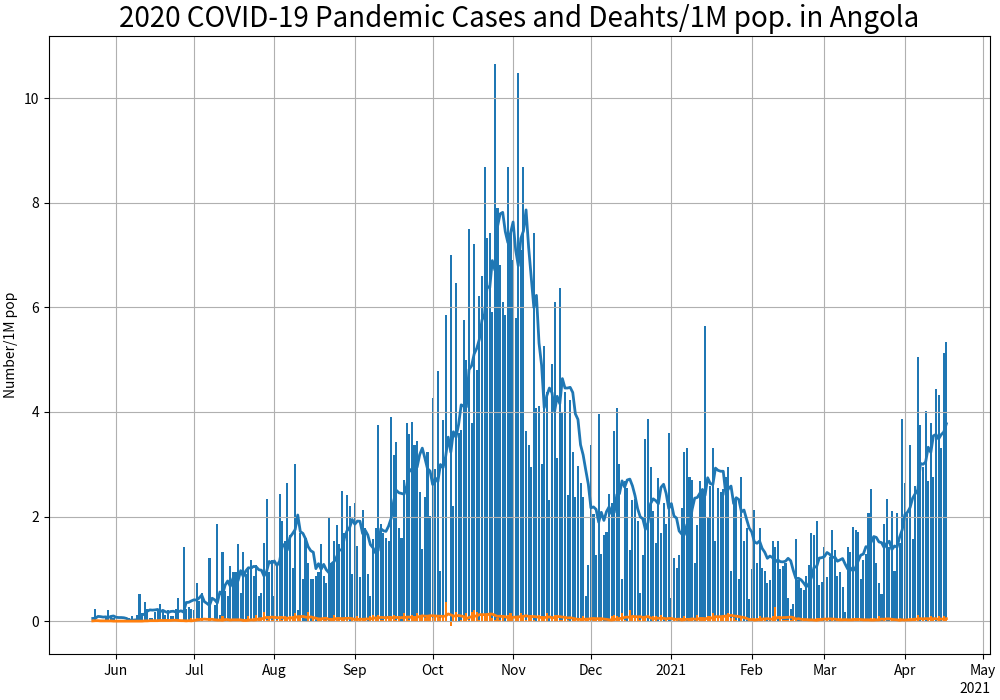 2020 COVID-19 Pandemic Cases and Deahts/1M pop. in Angola
Number/1M pop
10
8
6
4
2
0
Jun Jul Aug Sep Oct Nov Dec 2021 Feb Mar Apr May
2021